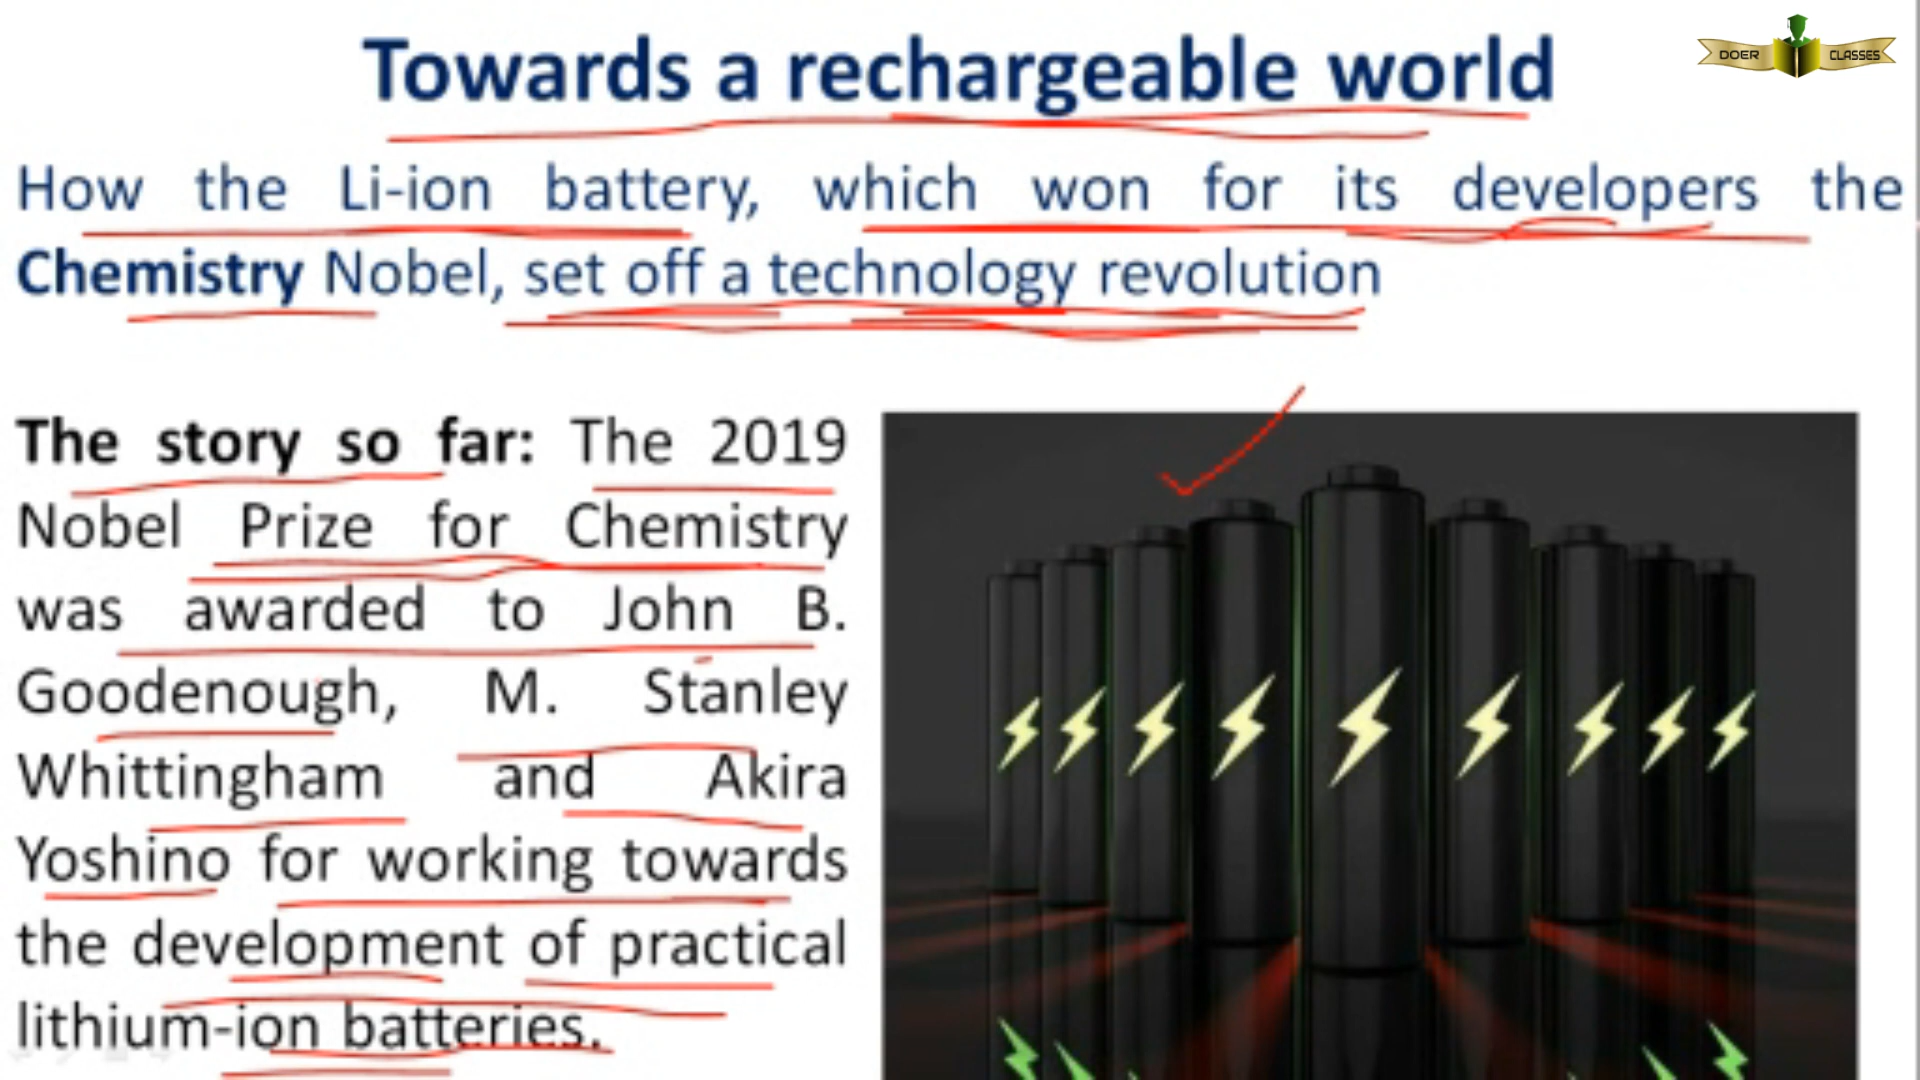 Towards a rechargeable world
DOER CLASSES
How the Li-ion battery, which won for its developers the
Chemistry Nobel, set off a technology revolution
The story so far: The 2019
Nobel Prize for Chemistry
was awarded to John B.
Goodenough, M. Stanley
Whittingham and Akira
Yoshino for working towards
the development of practical
lithium-ion batteries.